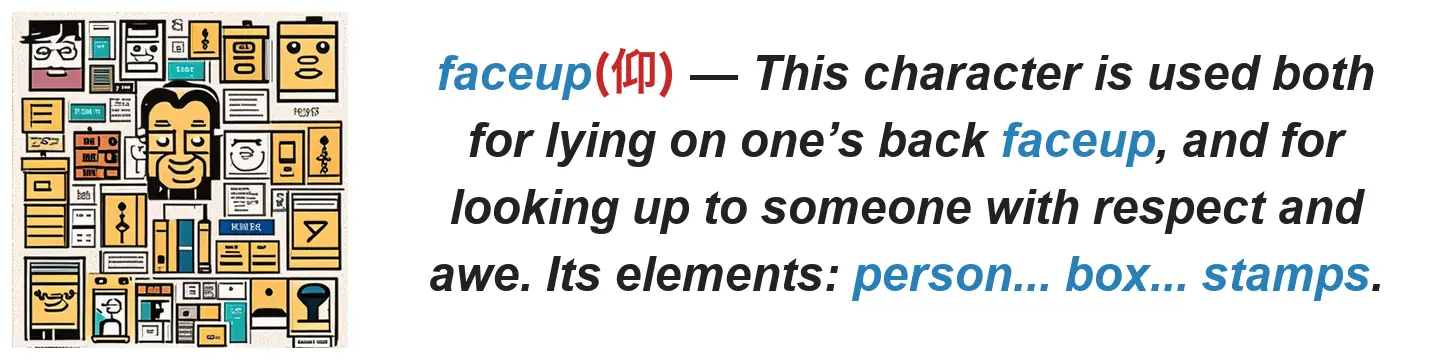 faceup(仰) — This character is used both
for lying on one’s back faceup, and for
looking up to someone with respect and
awe. Its elements: person... box... stamps.